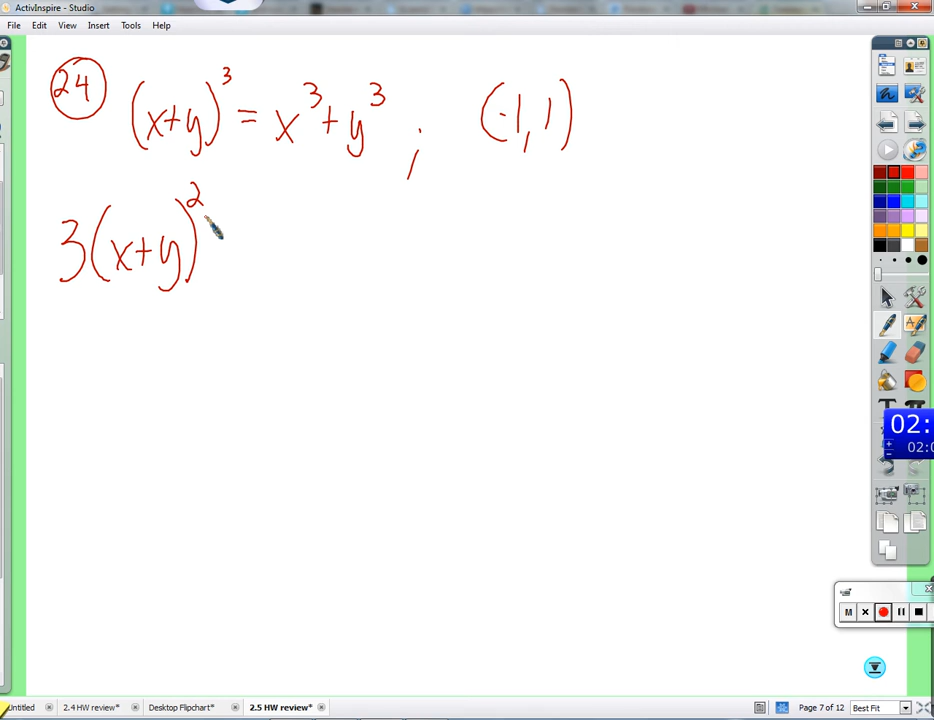 ActivInspire - Studio
File Edit View Insert Tools Help
24 (x+y)³ = x³+y³ ; (-1,1)
3(x+y)²
02:
02:
M
Untitled
2.4 HW review*
Desktop Flipchart*
2.5 HW review*
Page 7 of 12
Best Fit